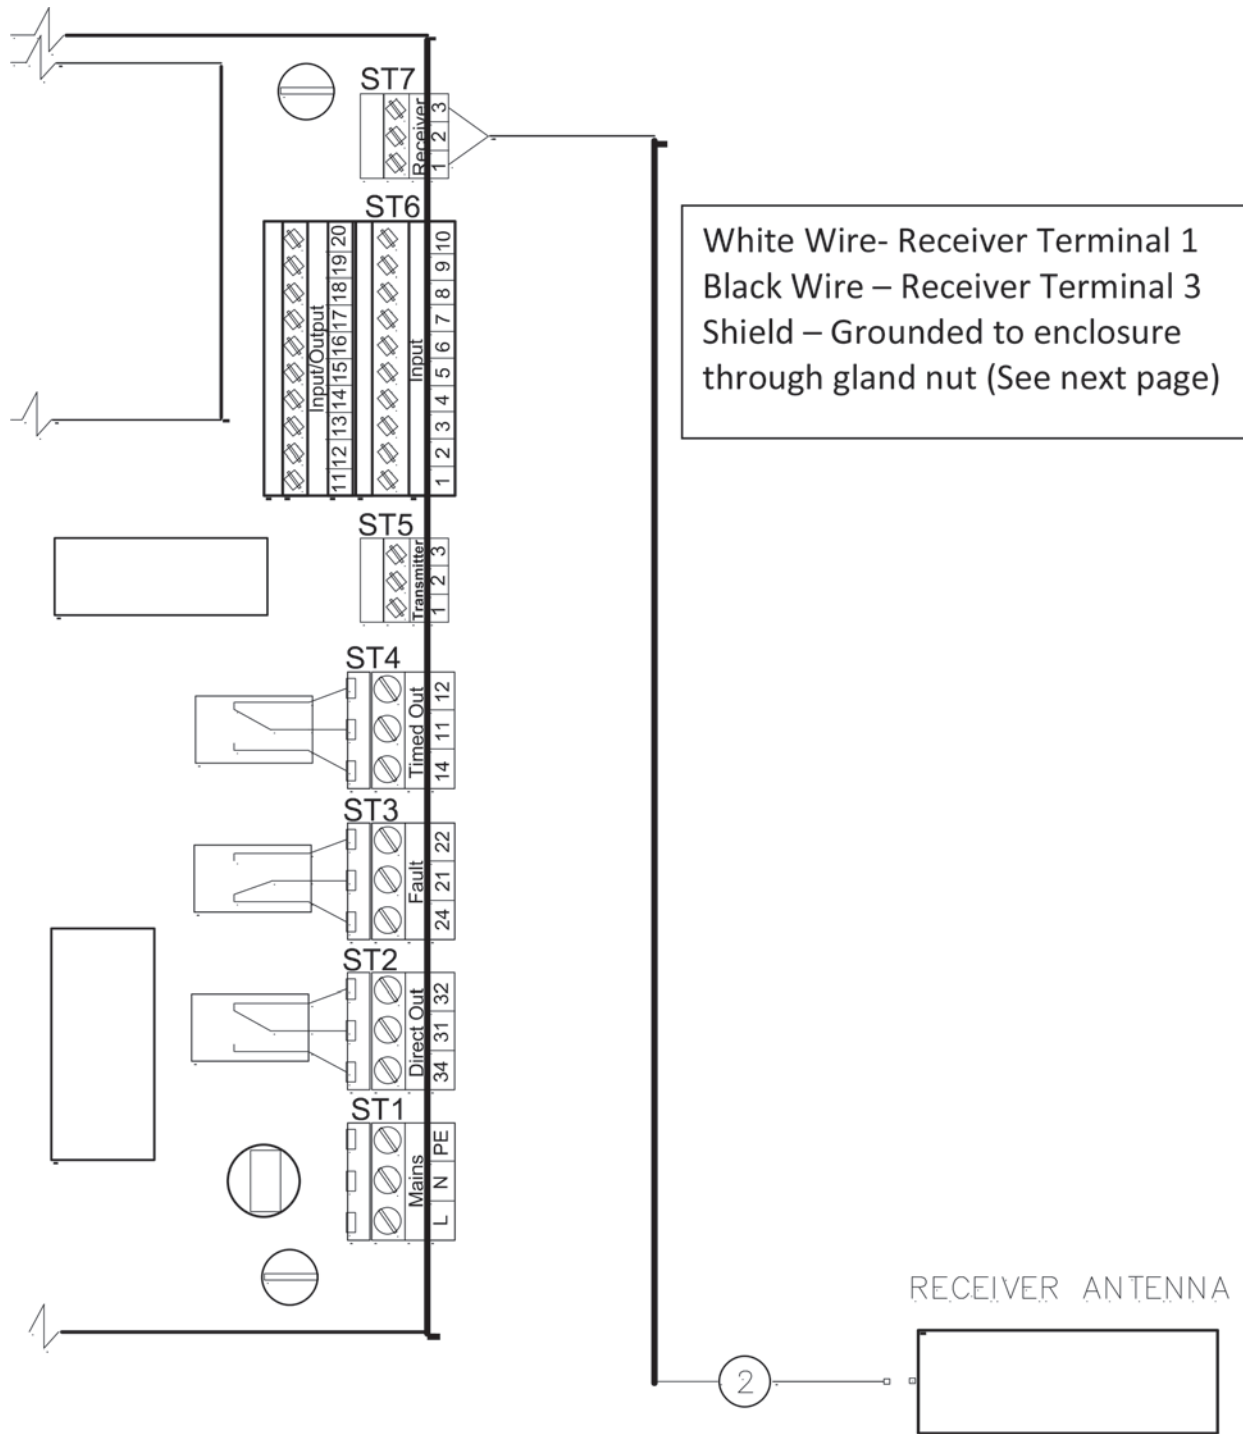 ST7
Receiver
3
2
1
ST6
Input/Output
20
19
18
17
16
15
14
13
12
11
Input
10
9
8
7
6
5
4
3
2
1
White Wire- Receiver Terminal 1
Black Wire – Receiver Terminal 3
Shield – Grounded to enclosure
through gland nut (See next page)
ST5
Transmitter
3
2
1
ST4
Timed Out
12
11
14
ST3
Fault
22
21
24
ST2
Direct Out
32
31
34
ST1
Mains
PE
N
L
RECEIVER ANTENNA
2